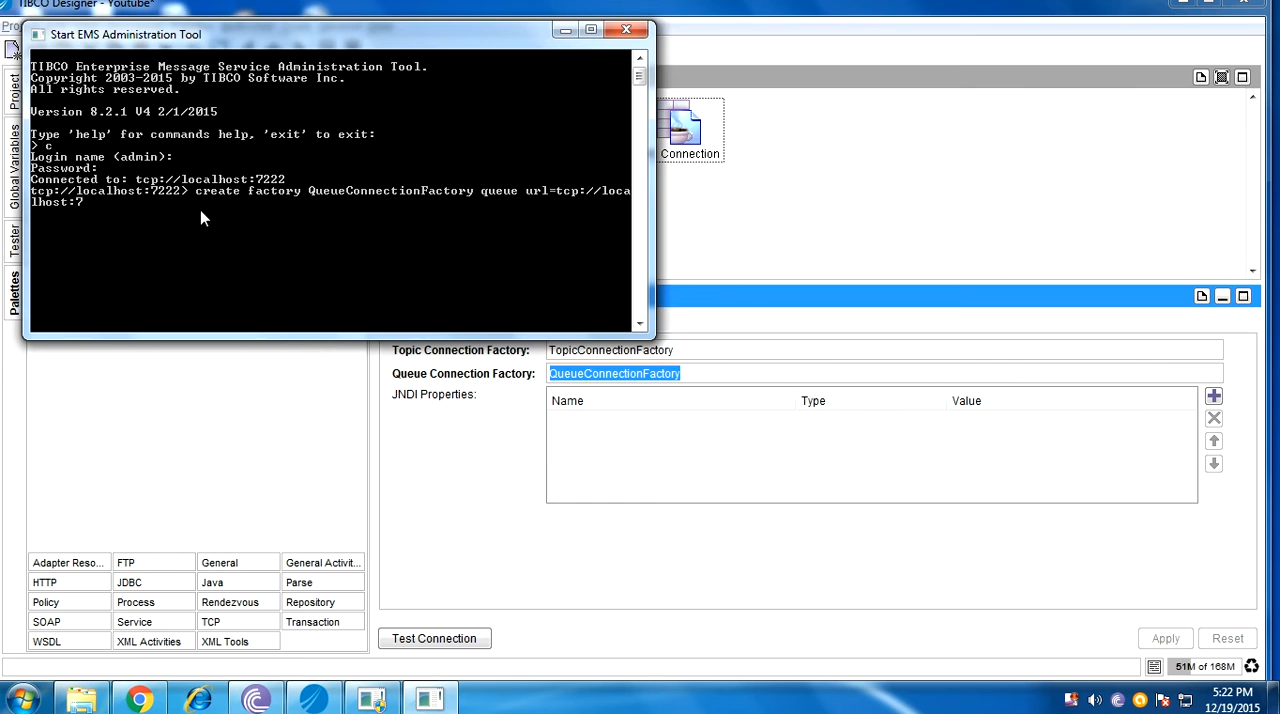 TIBCO Designer - Youtube*
Start EMS Administration Tool
TIBCO Enterprise Message Service Administration Tool.
Copyright 2003-2015 by TIBCO Software Inc.
All rights reserved.
Version 8.2.1 V4 2/1/2015
Type 'help' for commands help, 'exit' to exit:
> c
Login name (admin):
Password:
Connected to: tcp://localhost:7222
tcp://localhost:7222> create factory QueueConnectionFactory queue url=tcp://loca
lhost:7
Project
Global Variables
Tester
Palettes
Connection
Topic Connection Factory: TopicConnectionFactory
Queue Connection Factory: QueueConnectionFactory
JNDI Properties:
Name Type Value
Adapter Reso... FTP General General Activit...
HTTP JDBC Java Parse
Policy Process Rendezvous Repository
SOAP Service TCP Transaction
WSDL XML Activities XML Tools
Test Connection
Apply Reset
51M of 168M
5:22 PM
12/19/2015